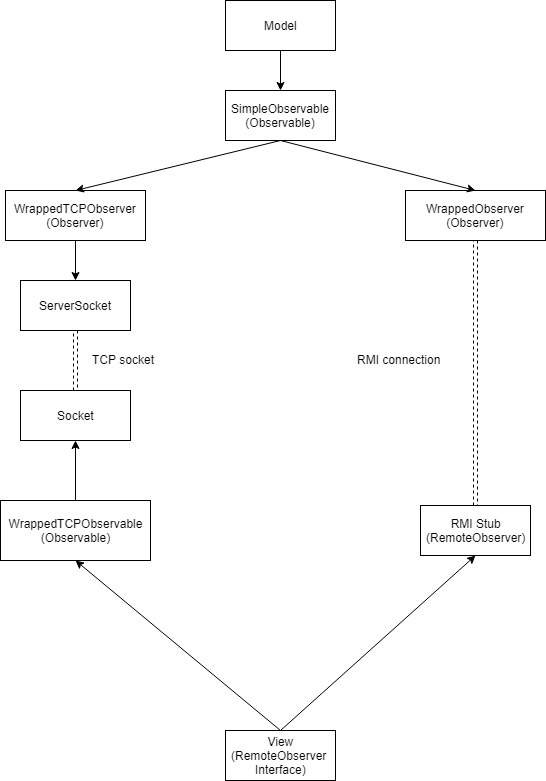 Model
SimpleObservable
(Observable)
WrappedTCPObserver
(Observer)
WrappedObserver
(Observer)
ServerSocket
TCP socket
RMI connection
Socket
WrappedTCPObservable
(Observable)
RMI Stub
(RemoteObserver)
View
(RemoteObserver
Interface)